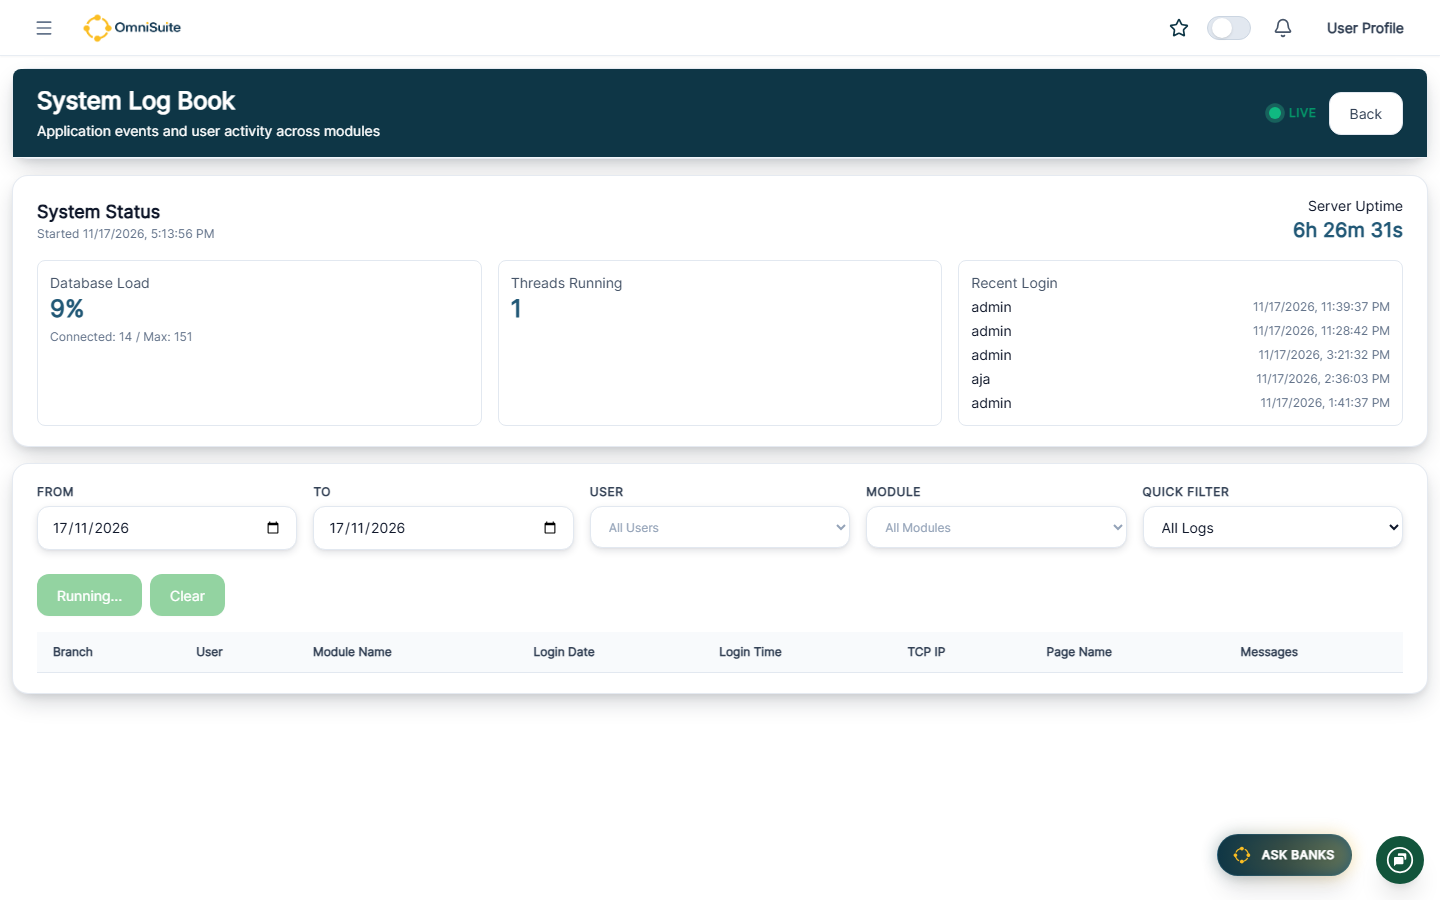 OmniSuite
User Profile
System Log Book
Application events and user activity across modules
LIVE
Back
System Status
Started 11/17/2026, 5:13:56 PM
Server Uptime
6h 26m 31s
Database Load
9%
Connected: 14 / Max: 151
Threads Running
1
Recent Login
admin 11/17/2026, 11:39:37 PM
admin 11/17/2026, 11:28:42 PM
admin 11/17/2026, 3:21:32 PM
aja 11/17/2026, 2:36:03 PM
admin 11/17/2026, 1:41:37 PM
FROM TO USER MODULE QUICK FILTER
17/11/2026 17/11/2026 All Users All Modules All Logs
Running... Clear
Branch User Module Name Login Date Login Time TCP IP Page Name Messages
ASK BANKS